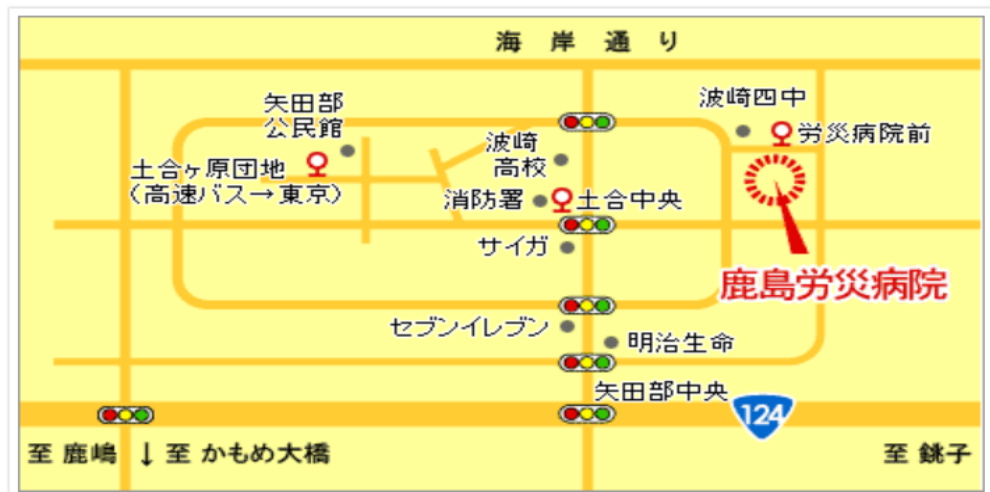 海岸通り
矢田部
公民館
波崎四中
労災病院前
波崎
高校
土合ヶ原団地
(高速バス→東京)
消防署
土合中央
サイガ
鹿島労災病院
セブンイレブン
明治生命
矢田部中央
124
至 鹿嶋 ↓至 かもめ大橋
至 銚子